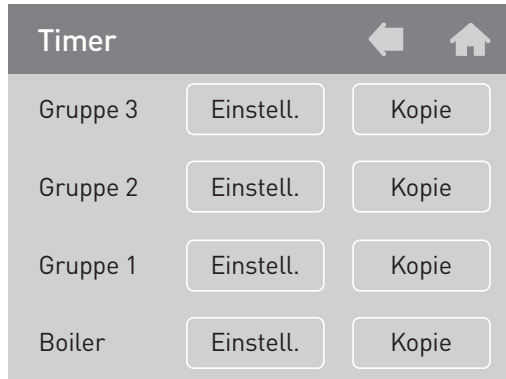 Timer
Gruppe 3 Einstell. Kopie
Gruppe 2 Einstell. Kopie
Gruppe 1 Einstell. Kopie
Boiler Einstell. Kopie